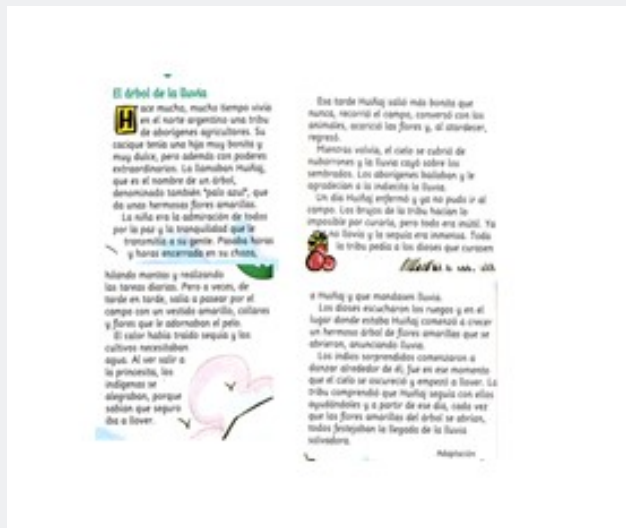 El árbol de la lluvia
Hace mucho, mucho tiempo vivía
en el norte argentino una tribu
de aborígenes agricultores. Su
cacique tenía una hija muy bonita y
muy dulce, pero además con poderes
extraordinarios. La llamaban Huiñaj,
que es el nombre de un árbol,
denominado también "palo azul", que
da unas hermosas flores amarillas.
La niña era la admiración de todos
por la paz y la tranquilidad que le
transmitía a su gente. Pasaba horas
y horas encerrada en su choza,
hilando mantas y realizando
las tareas diarias. Pero a veces, de
tarde en tarde, salía a pasear por el
campo con un vestido amarillo, collares
y flores que le adornaban el pelo.
El calor había traído sequía y los
cultivos necesitaban
agua. Al ver salir a
la princesita, los
indígenas se
alegraban, porque
sabían que seguro
iba a llover.
Esa tarde Huiñaj salió más bonita que
nunca, recorrió el campo, conversó con los
animales, acarició las flores y, al atardecer,
regresó.
Mientras volvía, el cielo se cubrió de
nubarrones y la lluvia cayó sobre los
sembrados. Los aborígenes bailaban y le
agradecían a la indiecita la lluvia.
Un día Huiñaj enfermó y ya no pudo ir al
campo. Los brujos de la tribu hacían lo
imposible por curarla, pero todo era inútil. Ya
no llovía y la sequía era inmensa. Toda
la tribu pedía a los dioses que curasen
a Huiñaj y que mandasen lluvia.
Los dioses escucharon los ruegos y en el
lugar donde estaba Huiñaj comenzó a crecer
un hermoso árbol de flores amarillas que se
abrieron, anunciando lluvia.
Los indios sorprendidos comenzaron a
danzar alrededor de él, fue en ese momento
que el cielo se oscureció y empezó a llover. La
tribu comprendió que Huiñaj seguía con ellos
ayudándolos y a partir de ese día, cada vez
que las flores amarillas del árbol se abrían,
todos festejaban la llegada de la lluvia
salvadora.
Adaptación